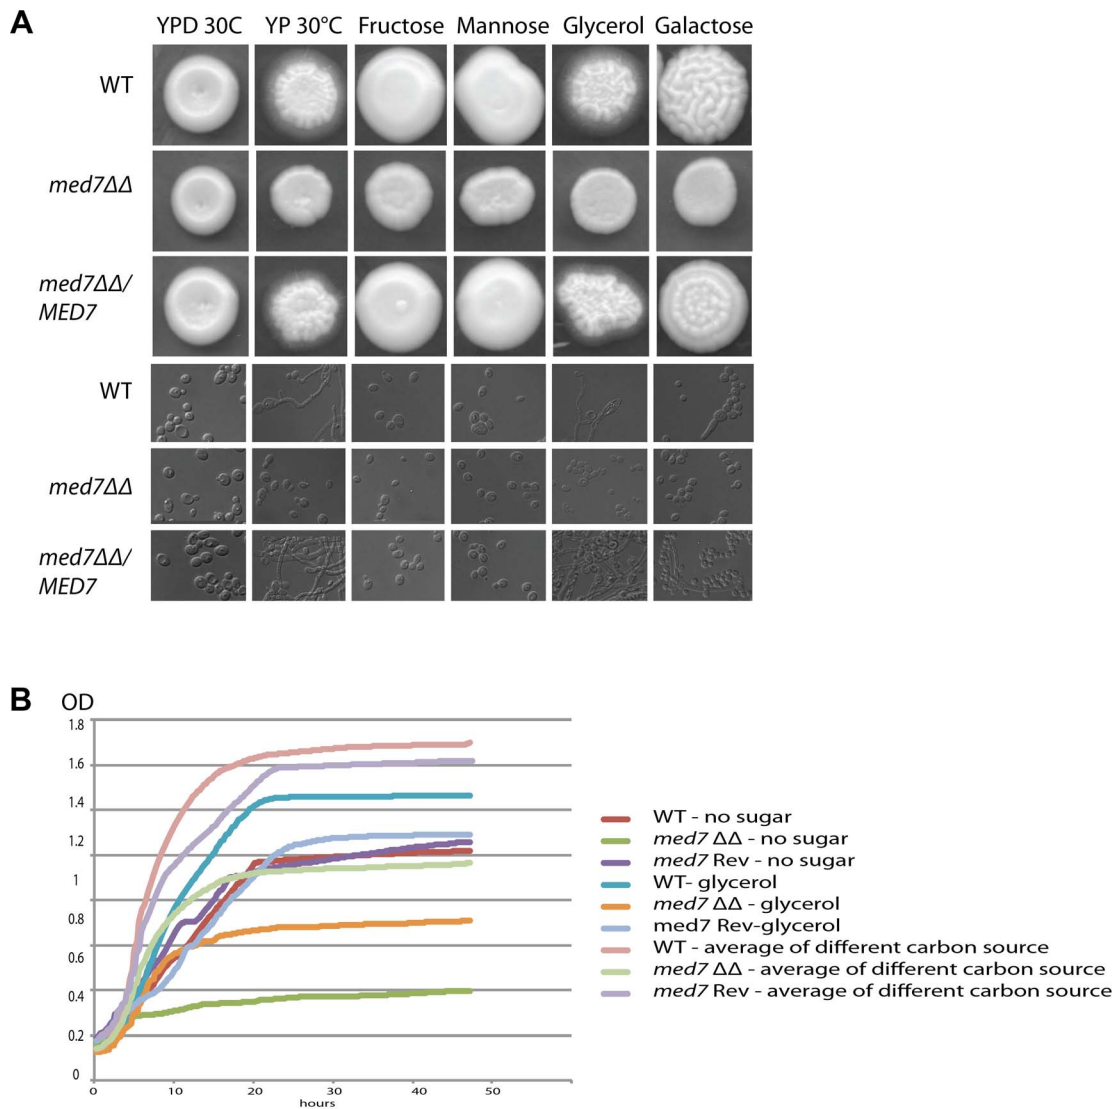 A
YPD 30C YP 30°C Fructose Mannose Glycerol Galactose
WT
med7ΔΔ
med7ΔΔ/
MED7
WT
med7ΔΔ
med7ΔΔ/
MED7
B OD
1.8
1.6
1.4
1.2
1
0.8
0.6
0.4
0.2
0
0 10 20 30 40 50
hours
WT - no sugar
med7 ΔΔ - no sugar
med7 Rev - no sugar
WT- glycerol
med7 ΔΔ - glycerol
med7 Rev-glycerol
WT - average of different carbon source
med7 ΔΔ - average of different carbon source
med7 Rev - average of different carbon source